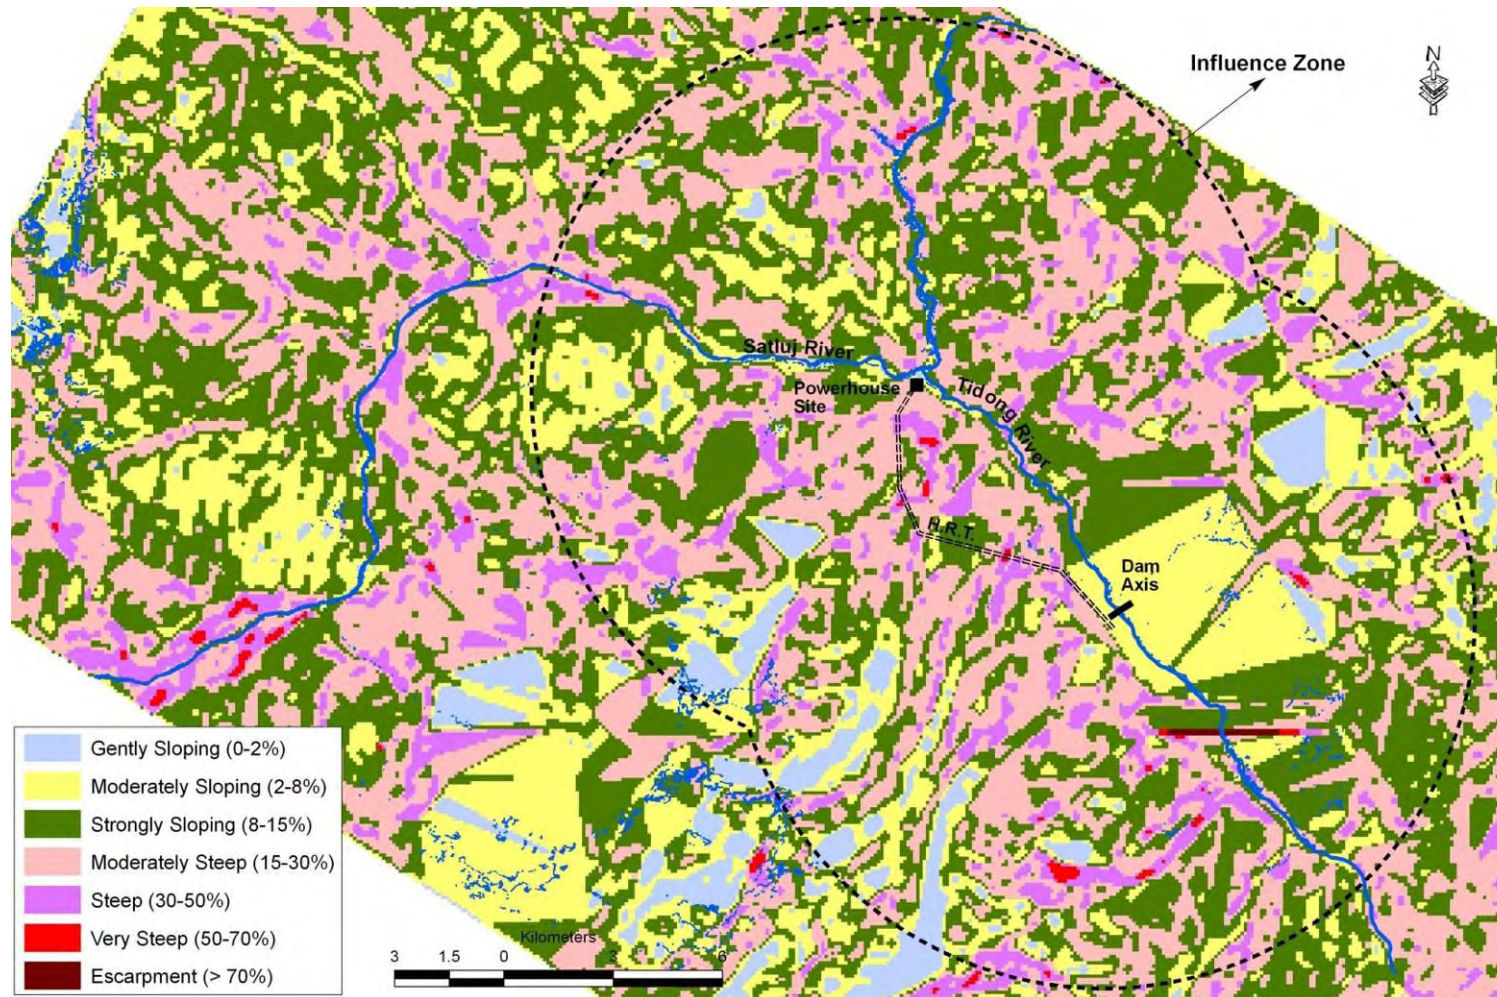 N
Influence Zone
Satluj River
Powerhouse
Site
Tidong River
H.R.T.
Dam
Axis
Gently Sloping (0-2%)
Moderately Sloping (2-8%)
Strongly Sloping (8-15%)
Moderately Steep (15-30%)
Steep (30-50%)
Very Steep (50-70%)
Escarpment (> 70%)
Kilometers
3 1.5 0 3 6